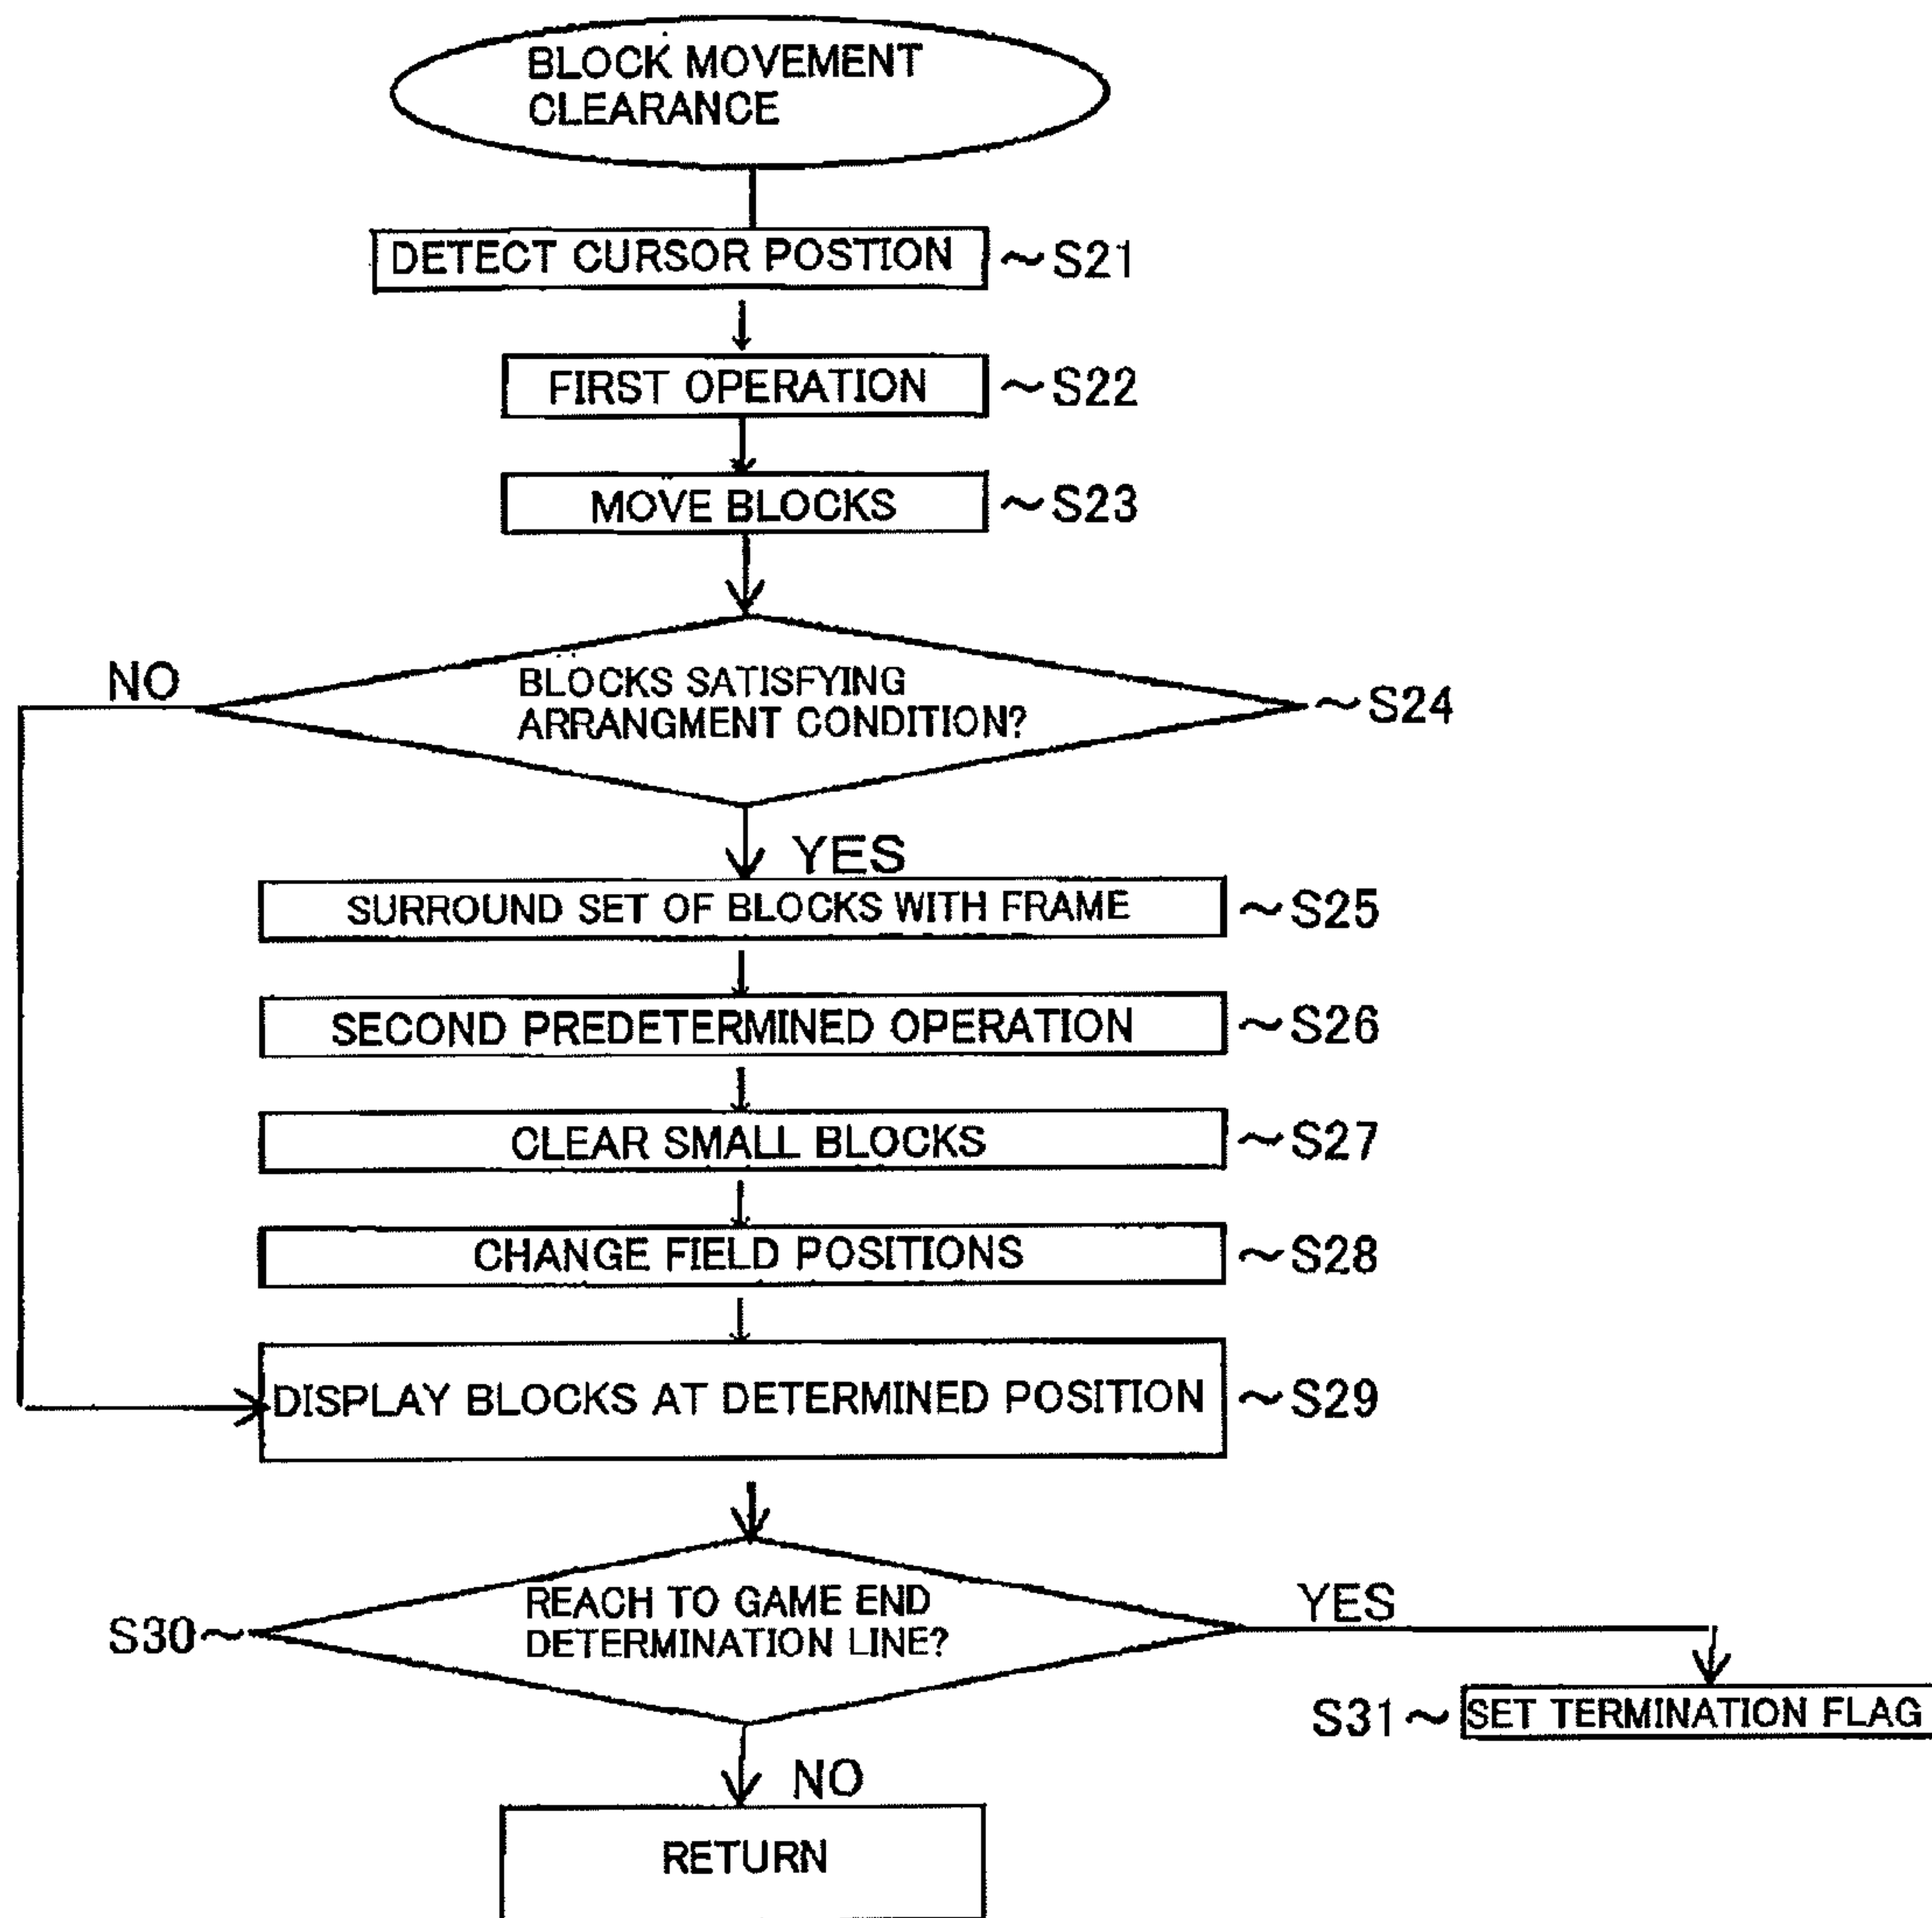 BLOCK MOVEMENT
CLEARANCE
DETECT CURSOR POSTION ~S21
FIRST OPERATION ~S22
MOVE BLOCKS ~S23
NO
BLOCKS SATISFYING
ARRANGMENT CONDITION?
~S24
YES
SURROUND SET OF BLOCKS WITH FRAME ~S25
SECOND PREDETERMINED OPERATION ~S26
CLEAR SMALL BLOCKS ~S27
CHANGE FIELD POSITIONS ~S28
DISPLAY BLOCKS AT DETERMINED POSITION ~S29
S30~
REACH TO GAME END
DETERMINATION LINE?
YES
S31~ SET TERMINATION FLAG
NO
RETURN